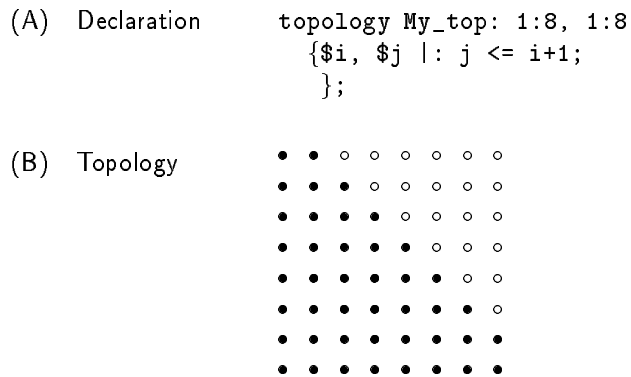 (A) Declaration topology My_top: 1:8, 1:8
{$i, $j |: j <= i+1;
};
(B) Topology